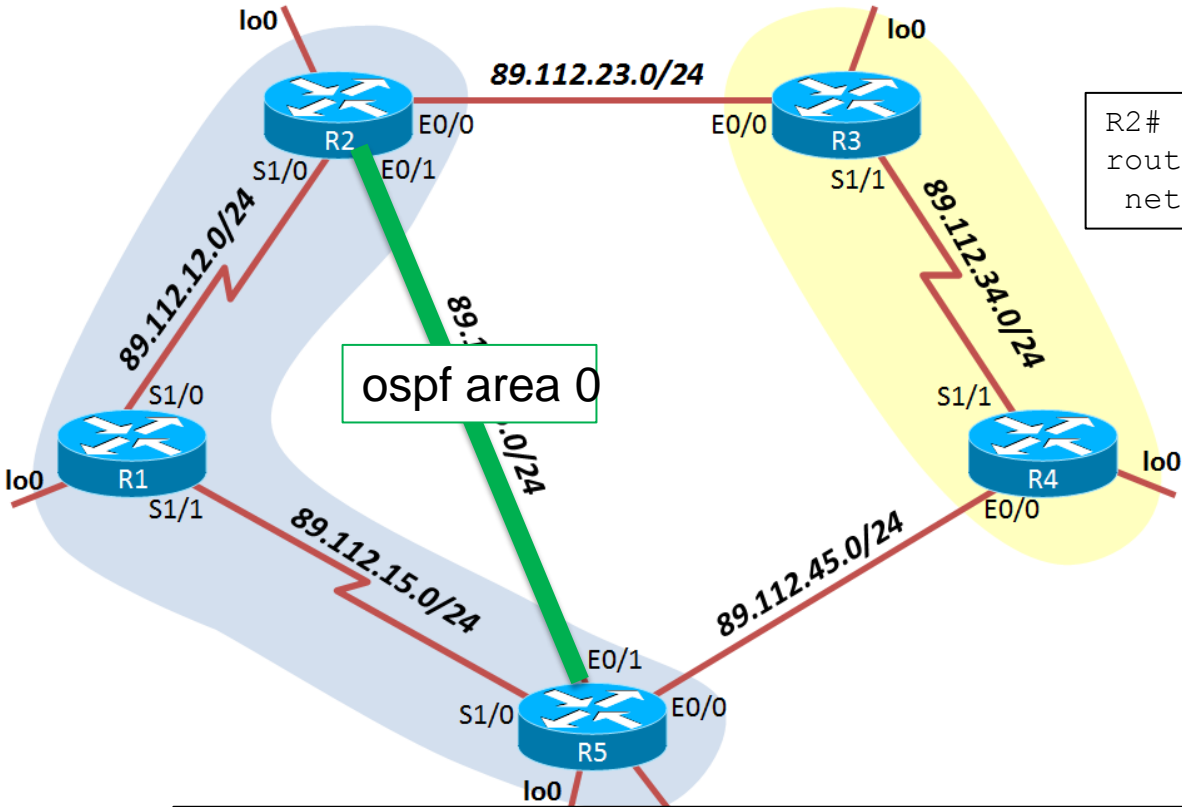 lo0
lo0
89.112.23.0/24
R2
E0/0
E0/0
R3
R2#
rout
net
S1/0
E0/1
S1/1
89.112.12.0/24
89.112.34.0/24
ospf area 0
.0/24
S1/0
S1/1
lo0
R1
R4
lo0
S1/1
E0/0
89.112.15.0/24
89.112.45.0/24
E0/1
S1/0
E0/0
R5
lo0